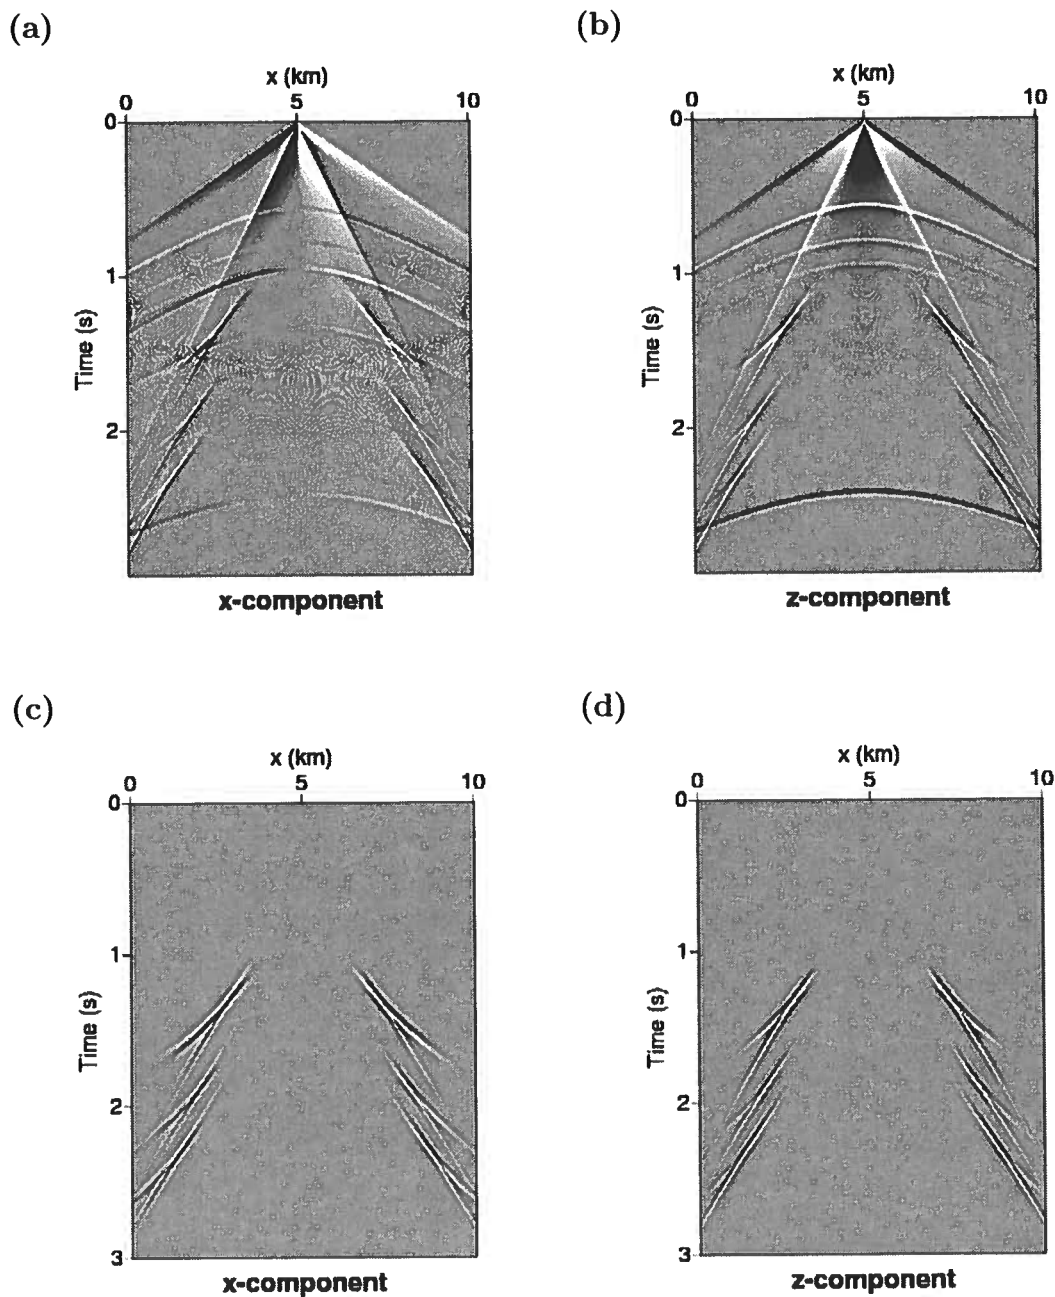 (a) (b)
x (km) x (km)
0 5 10 0 5 10
0 0
1 1
Time (s) Time (s)
2 2
x-component z-component
(c) (d)
x (km) x (km)
0 5 10 0 5 10
0 0
1 1
Time (s) Time (s)
2 2
3 3
x-component z-component